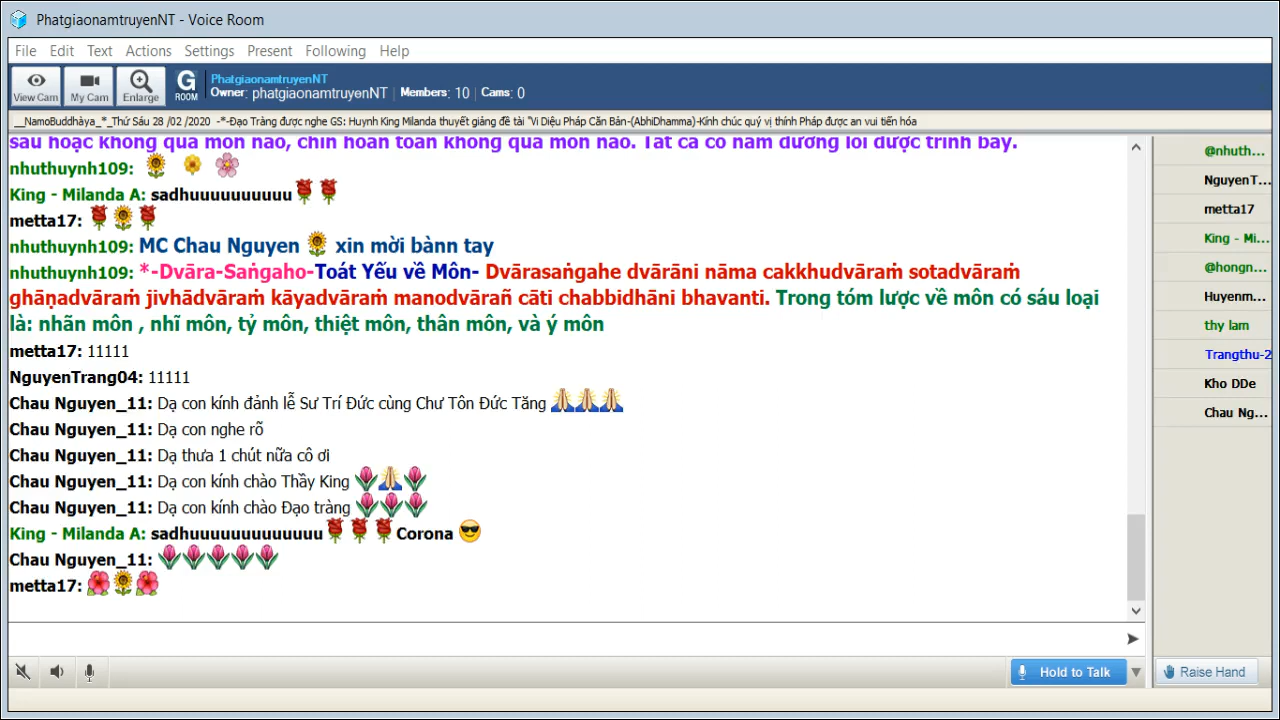 PhatgiaonamtruyenNT - Voice Room
File Edit Text Actions Settings Present Following Help
View Cam My Cam Enlarge G ROOM PhatgiaonamtruyenNT
Owner: phatgiaonamtruyenNT Members: 10 Cams: 0
__NamoBuddhàya_*_Thứ Sáu 28 /02 /2020 -*-Đạo Tràng được nghe GS: Huynh King Milanda thuyết giảng đề tài "Vi Diệu Pháp Căn Bản-(AbhiDhamma)-Kính chúc quý vị thính Pháp được an vui tiến hóa
sáu hoặc không qua môn nào, chín hoàn toàn không qua môn nào. Tất cả có năm đường lối được trình bày.
nhuthuynh109:
King - Milanda A: sadhuuuuuuuuuuu
metta17:
nhuthuynh109: MC Chau Nguyen xin mời bànn tay
nhuthuynh109: *-Dvāra-Saṅgaho-Toát Yếu về Môn- Dvārasaṅgahe dvārāni nāma cakkhudvāraṁ sotadvāraṁ
ghāṇadvāraṁ jivhādvāraṁ kāyadvāraṁ manodvārañ cāti chabbidhāni bhavanti. Trong tóm lược về môn có sáu loại
là: nhãn môn , nhĩ môn, tỷ môn, thiệt môn, thân môn, và ý môn
metta17: 11111
NguyenTrang04: 11111
Chau Nguyen_11: Dạ con kính đảnh lễ Sư Trí Đức cùng Chư Tôn Đức Tăng
Chau Nguyen_11: Dạ con nghe rõ
Chau Nguyen_11: Dạ thưa 1 chút nữa cô ơi
Chau Nguyen_11: Dạ con kính chào Thầy King
Chau Nguyen_11: Dạ con kính chào Đạo tràng
King - Milanda A: sadhuuuuuuuuuuuuu Corona
Chau Nguyen_11:
metta17:
@nhuth...
NguyenT...
metta17
King - Mi...
@hongn...
Huyenm...
thy lam
Trangthu-2
Kho DDe
Chau Ng...
Hold to Talk Raise Hand